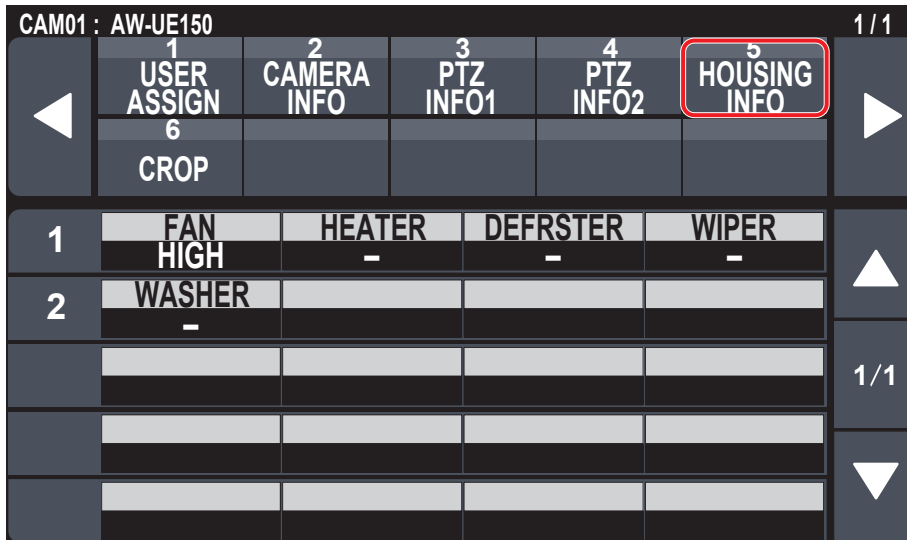 CAM01 : AW-UE150 1/1
1 2 3 4 5
USER CAMERA PTZ PTZ HOUSING
ASSIGN INFO INFO1 INFO2 INFO
6
CROP
1 FAN HEATER DEFRSTER WIPER
HIGH – – –
2 WASHER
–
1/1